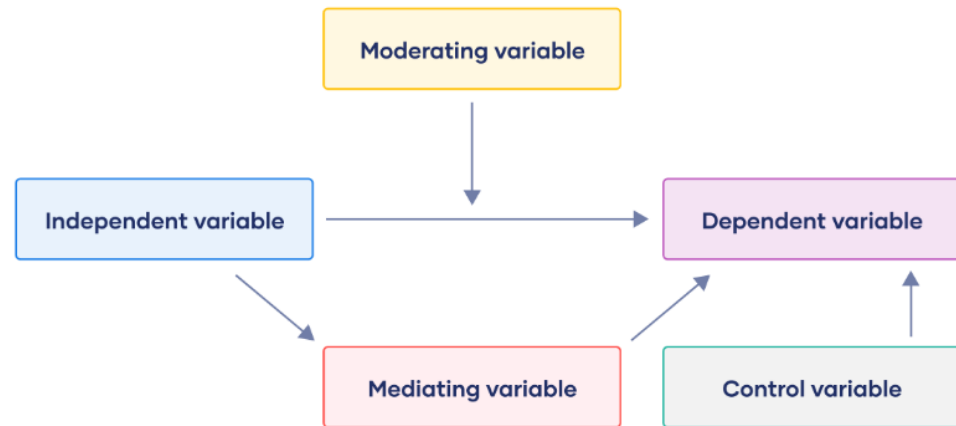 Moderating variable
Independent variable
Dependent variable
Mediating variable
Control variable